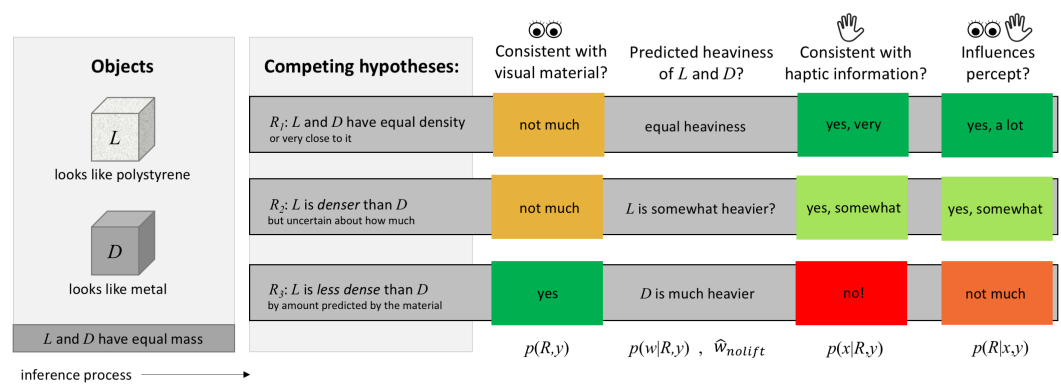 Objects
L
looks like polystyrene
D
looks like metal
L and D have equal mass
inference process
Competing hypotheses:
Consistent with
visual material?
Predicted heaviness
of L and D?
Consistent with
haptic information?
Influences
percept?
R₁: L and D have equal density
or very close to it
not much
equal heaviness
yes, very
yes, a lot
R₂: L is denser than D
but uncertain about how much
not much
L is somewhat heavier?
yes, somewhat
yes, somewhat
R₃: L is less dense than D
by amount predicted by the material
yes
D is much heavier
no!
not much
p(R,y)
p(w|R,y) , ŵ_nolift
p(x|R,y)
p(R|x,y)